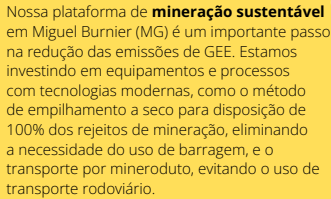 Nossa plataforma de mineração sustentável
em Miguel Burnier (MG) é um importante passo
na redução das emissões de GEE. Estamos
investindo em equipamentos e processos
com tecnologias modernas, como o método
de empilhamento a seco para disposição de
100% dos rejeitos de mineração, eliminando
a necessidade do uso de barragem, e o
transporte por mineroduto, evitando o uso de
transporte rodoviário.